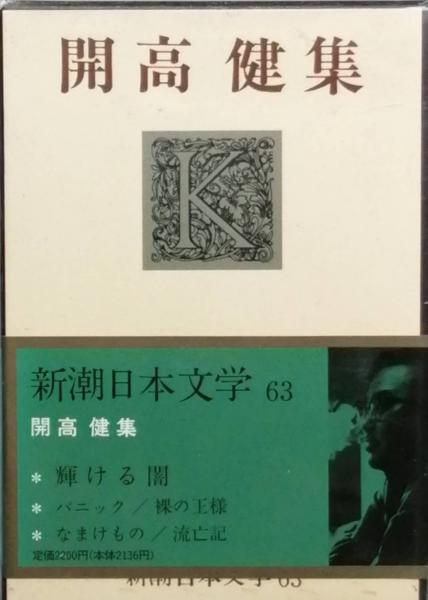 開高 健集
K
新潮日本文学 63
開高 健集
* 輝ける闇
* パニック／裸の王様
* なまけもの／流亡記
定価2200円(本体2136円)
新潮日本文学 63